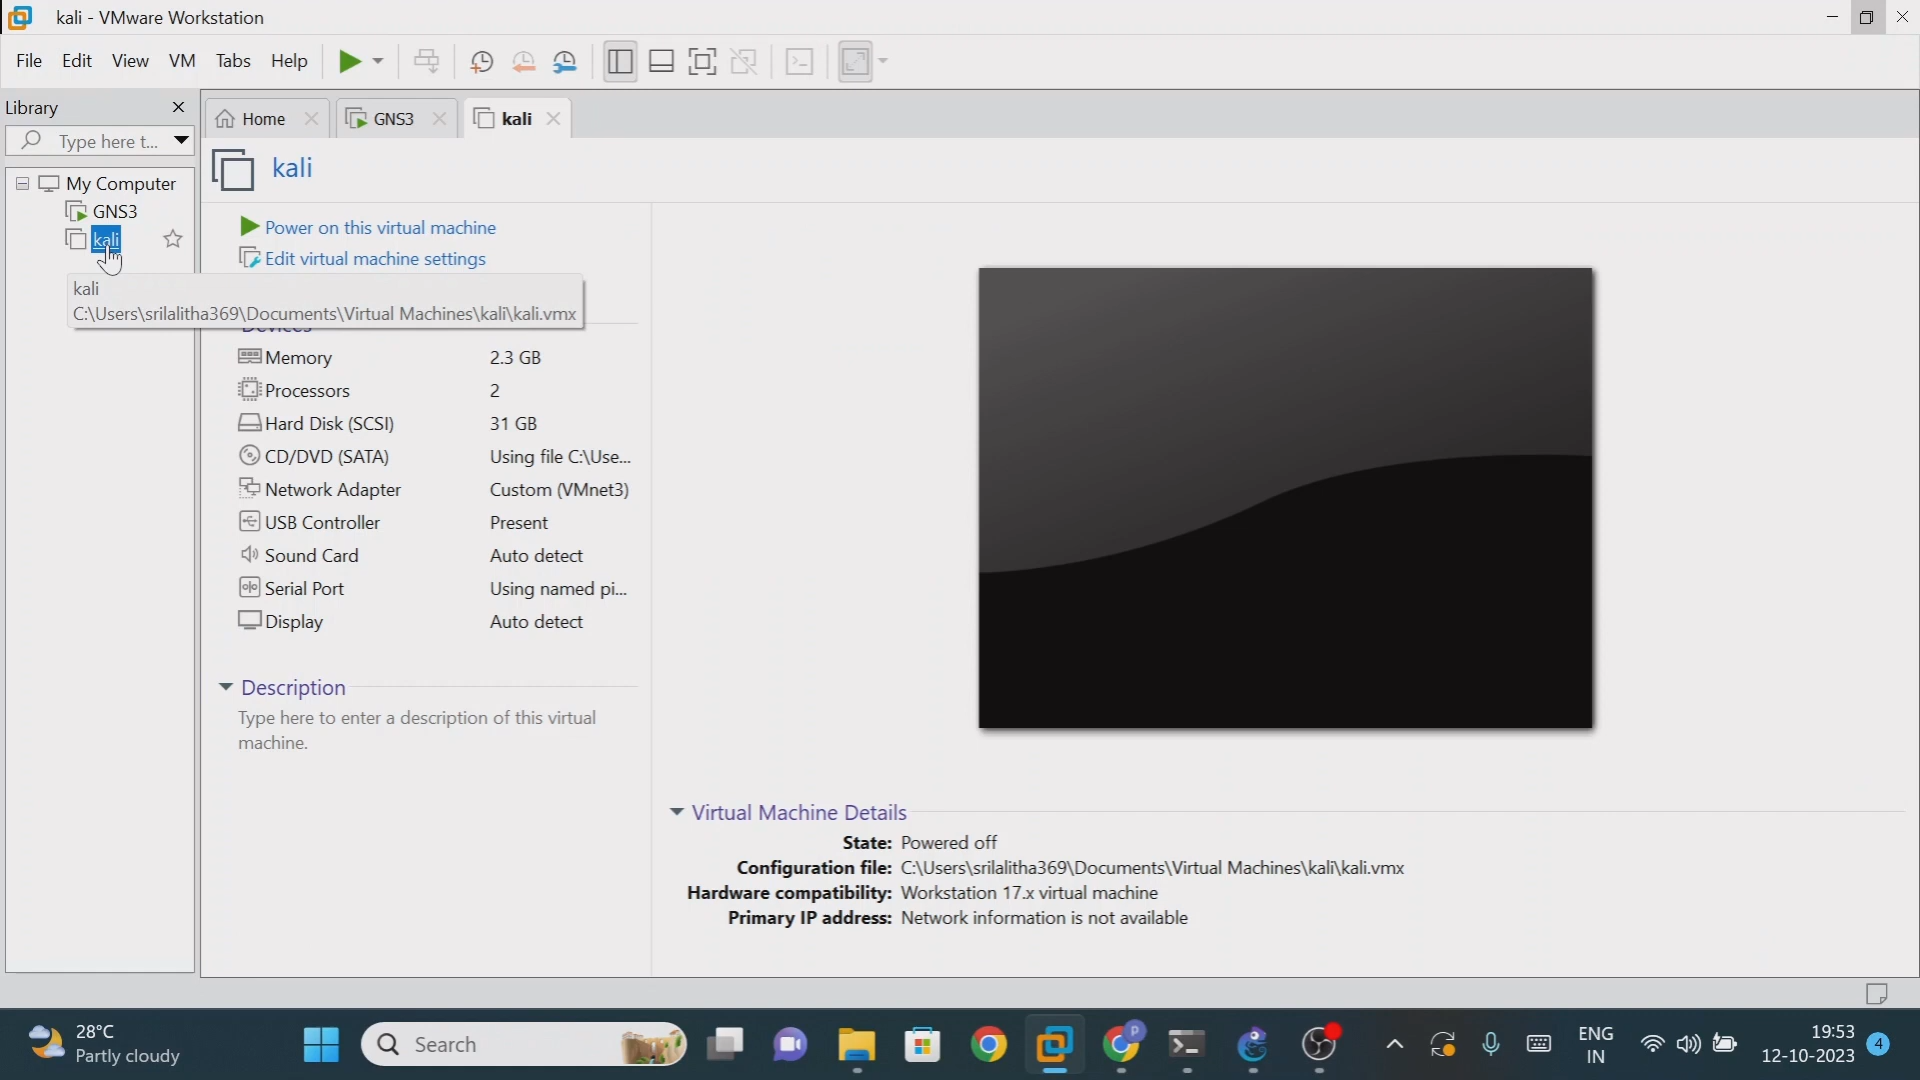 kali - VMware Workstation
File Edit View VM Tabs Help
Library
Home GNS3 kali
Type here t...
kali
My Computer
GNS3
kali
Power on this virtual machine
Edit virtual machine settings
kali
C:\Users\srilalitha369\Documents\Virtual Machines\kali\kali.vmx
Devices
Memory 2.3 GB
Processors 2
Hard Disk (SCSI) 31 GB
CD/DVD (SATA) Using file C:\Use...
Network Adapter Custom (VMnet3)
USB Controller Present
Sound Card Auto detect
Serial Port Using named pi...
Display Auto detect
Description
Type here to enter a description of this virtual
machine.
Virtual Machine Details
State: Powered off
Configuration file: C:\Users\srilalitha369\Documents\Virtual Machines\kali\kali.vmx
Hardware compatibility: Workstation 17.x virtual machine
Primary IP address: Network information is not available
28°C
Partly cloudy
Search
P
ENG
IN
19:53
12-10-2023
4